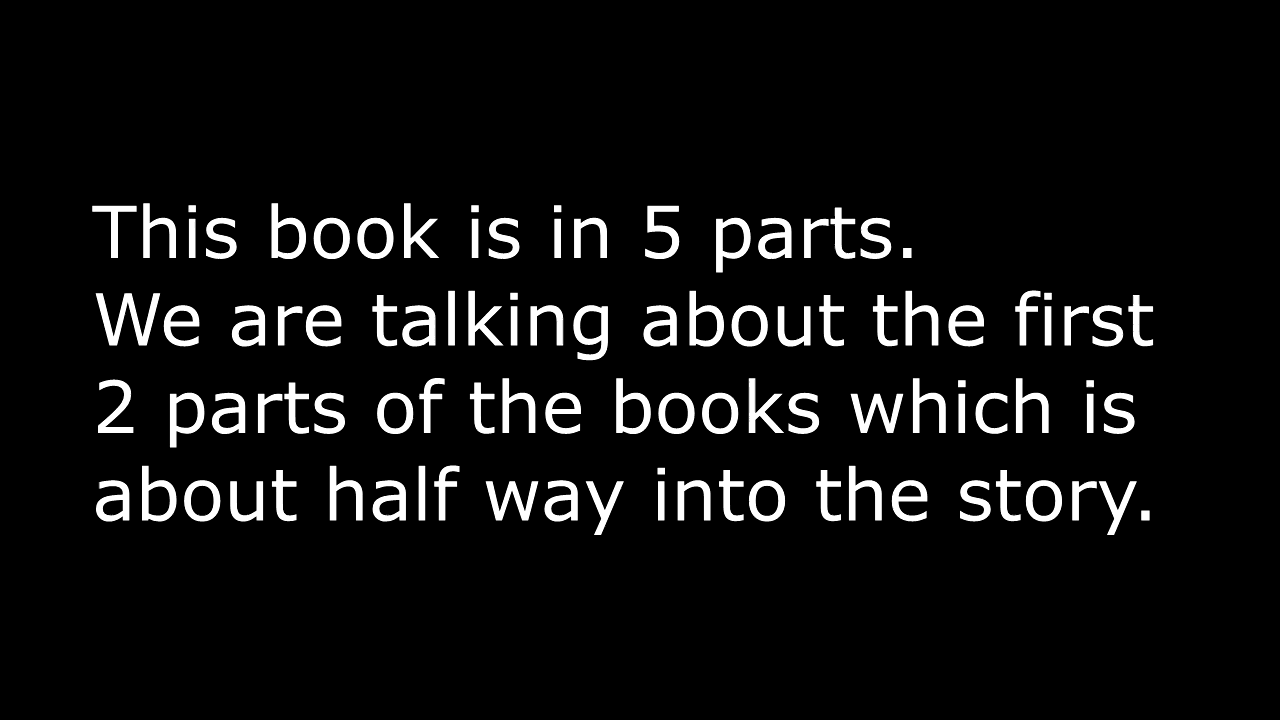 This book is in 5 parts.
We are talking about the first
2 parts of the books which is
about half way into the story.